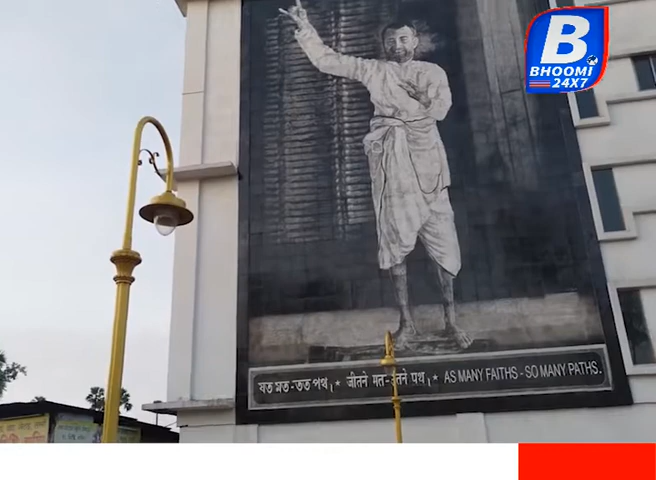 B
BHOOMI
24X7
যত মত-তত পথ। * जीतने मत-उतने पथ। * AS MANY FAITHS - SO MANY PATHS.